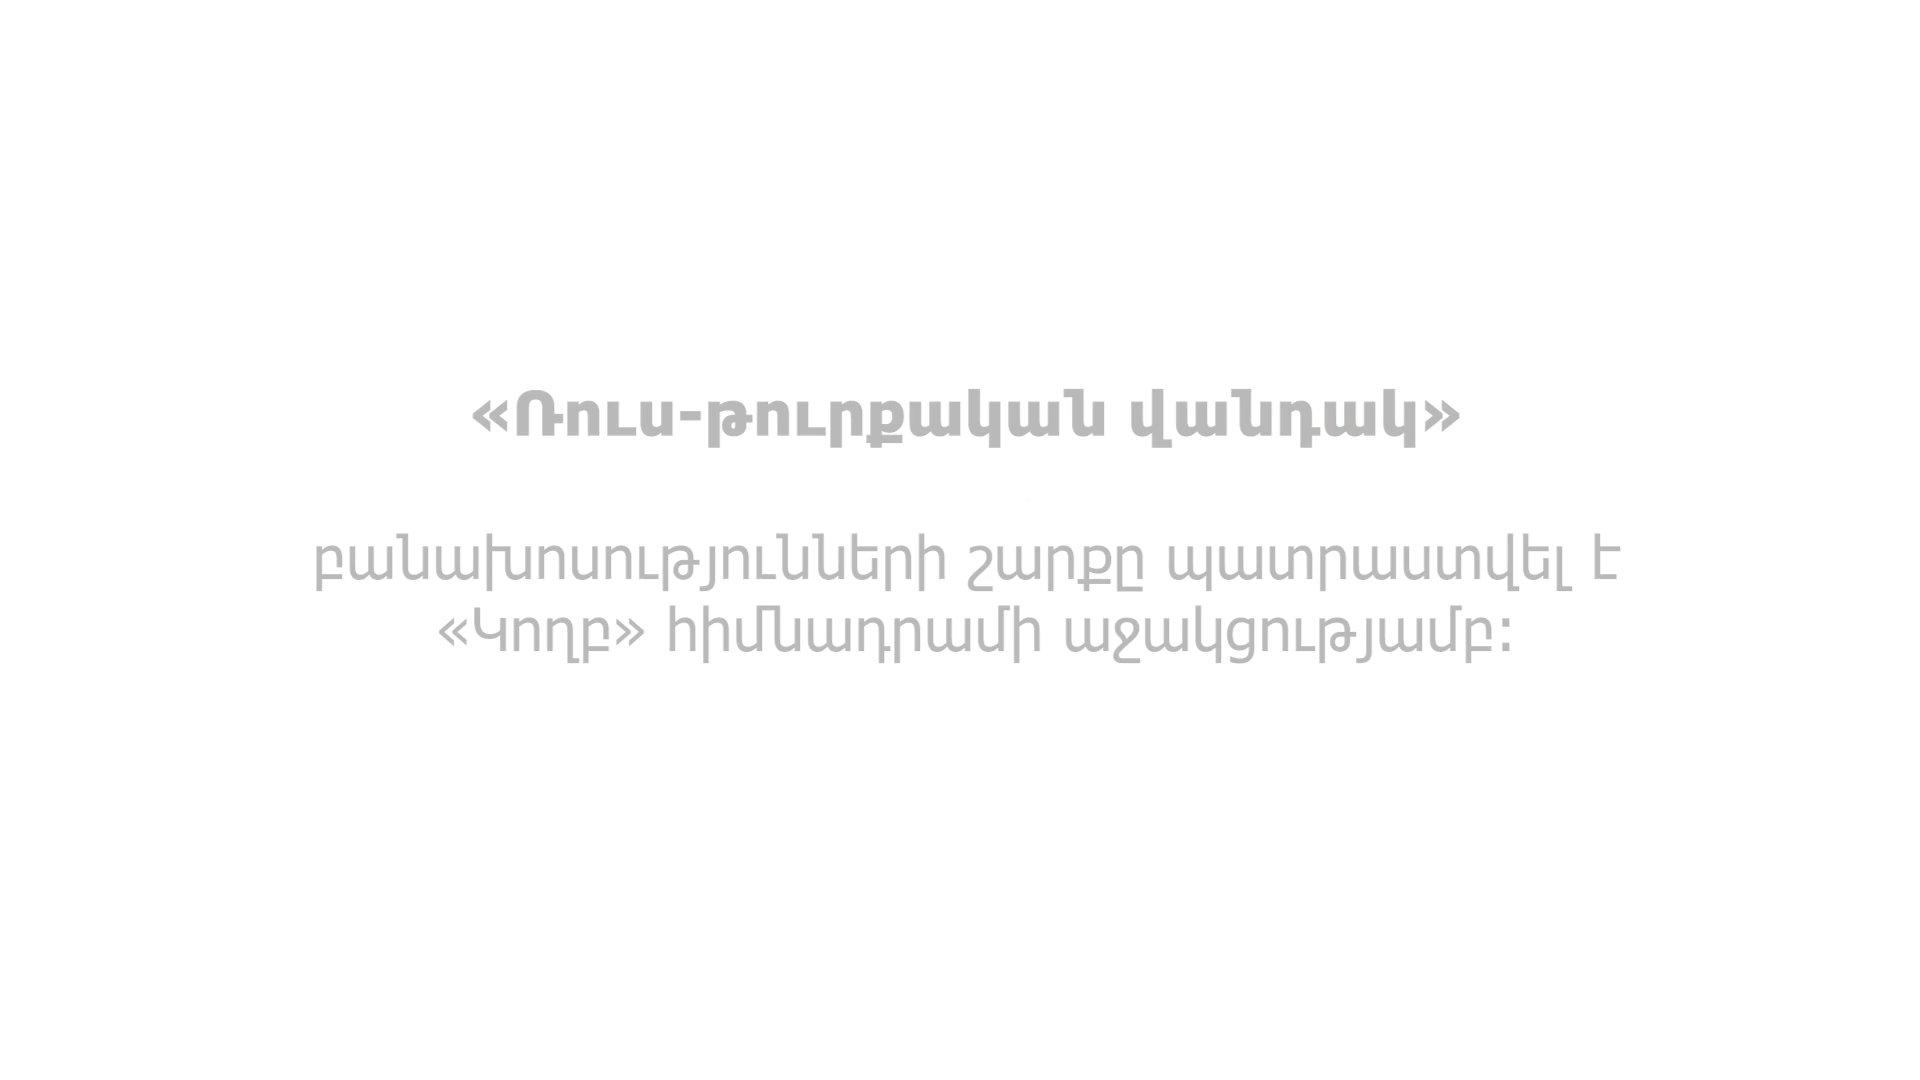 «Ռուս-թուրքական վանդակ»
բանախոսությունների շարքը պատրաստվել է
«Կողբ» հիմնադրամի աջակցությամբ: